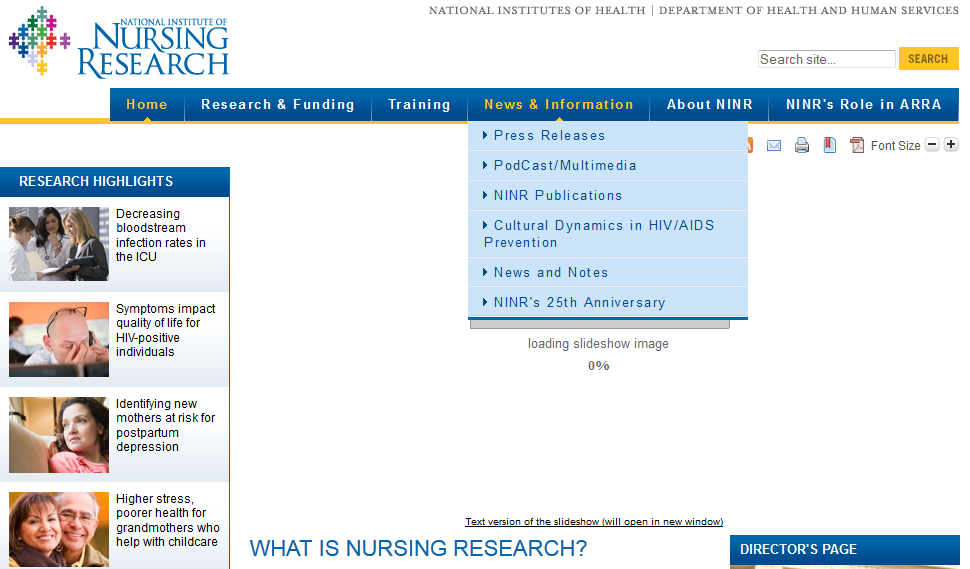 NATIONAL INSTITUTES OF HEALTH | DEPARTMENT OF HEALTH AND HUMAN SERVICES
NATIONAL INSTITUTE OF
NURSING
RESEARCH
Search site...
SEARCH
Home
Research & Funding
Training
News & Information
About NINR
NINR's Role in ARRA
Press Releases
PodCast/Multimedia
NINR Publications
Cultural Dynamics in HIV/AIDS
Prevention
News and Notes
NINR's 25th Anniversary
Font Size
RESEARCH HIGHLIGHTS
Decreasing
bloodstream
infection rates in
the ICU
Symptoms impact
quality of life for
HIV-positive
individuals
Identifying new
mothers at risk for
postpartum
depression
Higher stress,
poorer health for
grandmothers who
help with childcare
loading slideshow image
0%
Text version of the slideshow (will open in new window)
WHAT IS NURSING RESEARCH?
DIRECTOR'S PAGE